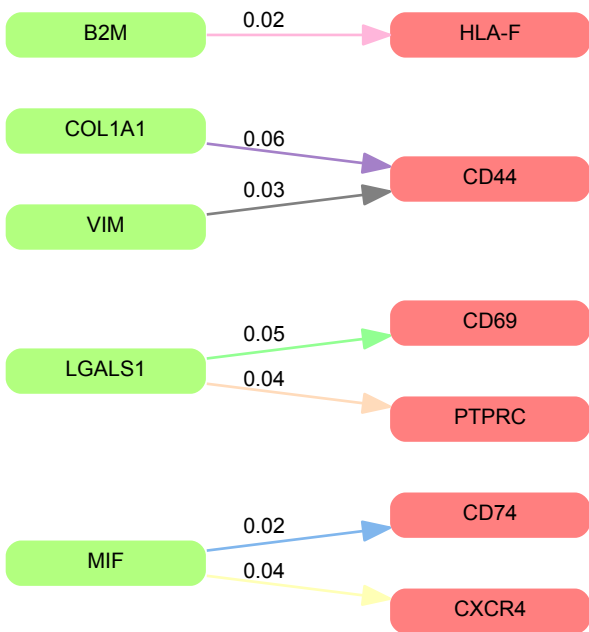 B2M
0.02
HLA-F
COL1A1
0.06
CD44
VIM
0.03
LGALS1
0.05
CD69
0.04
PTPRC
MIF
0.02
CD74
0.04
CXCR4